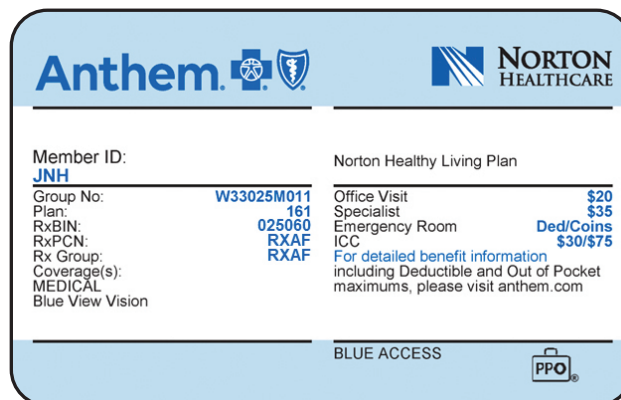 Anthem.
NORTON
HEALTHCARE
Member ID:
JNH
Group No: W33025M011
Plan: 161
RxBIN: 025060
RxPCN: RXAF
Rx Group: RXAF
Coverage(s):
MEDICAL
Blue View Vision
Norton Healthy Living Plan
Office Visit $20
Specialist $35
Emergency Room Ded/Coins
ICC $30/$75
For detailed benefit information
including Deductible and Out of Pocket
maximums, please visit anthem.com
BLUE ACCESS
PPO®